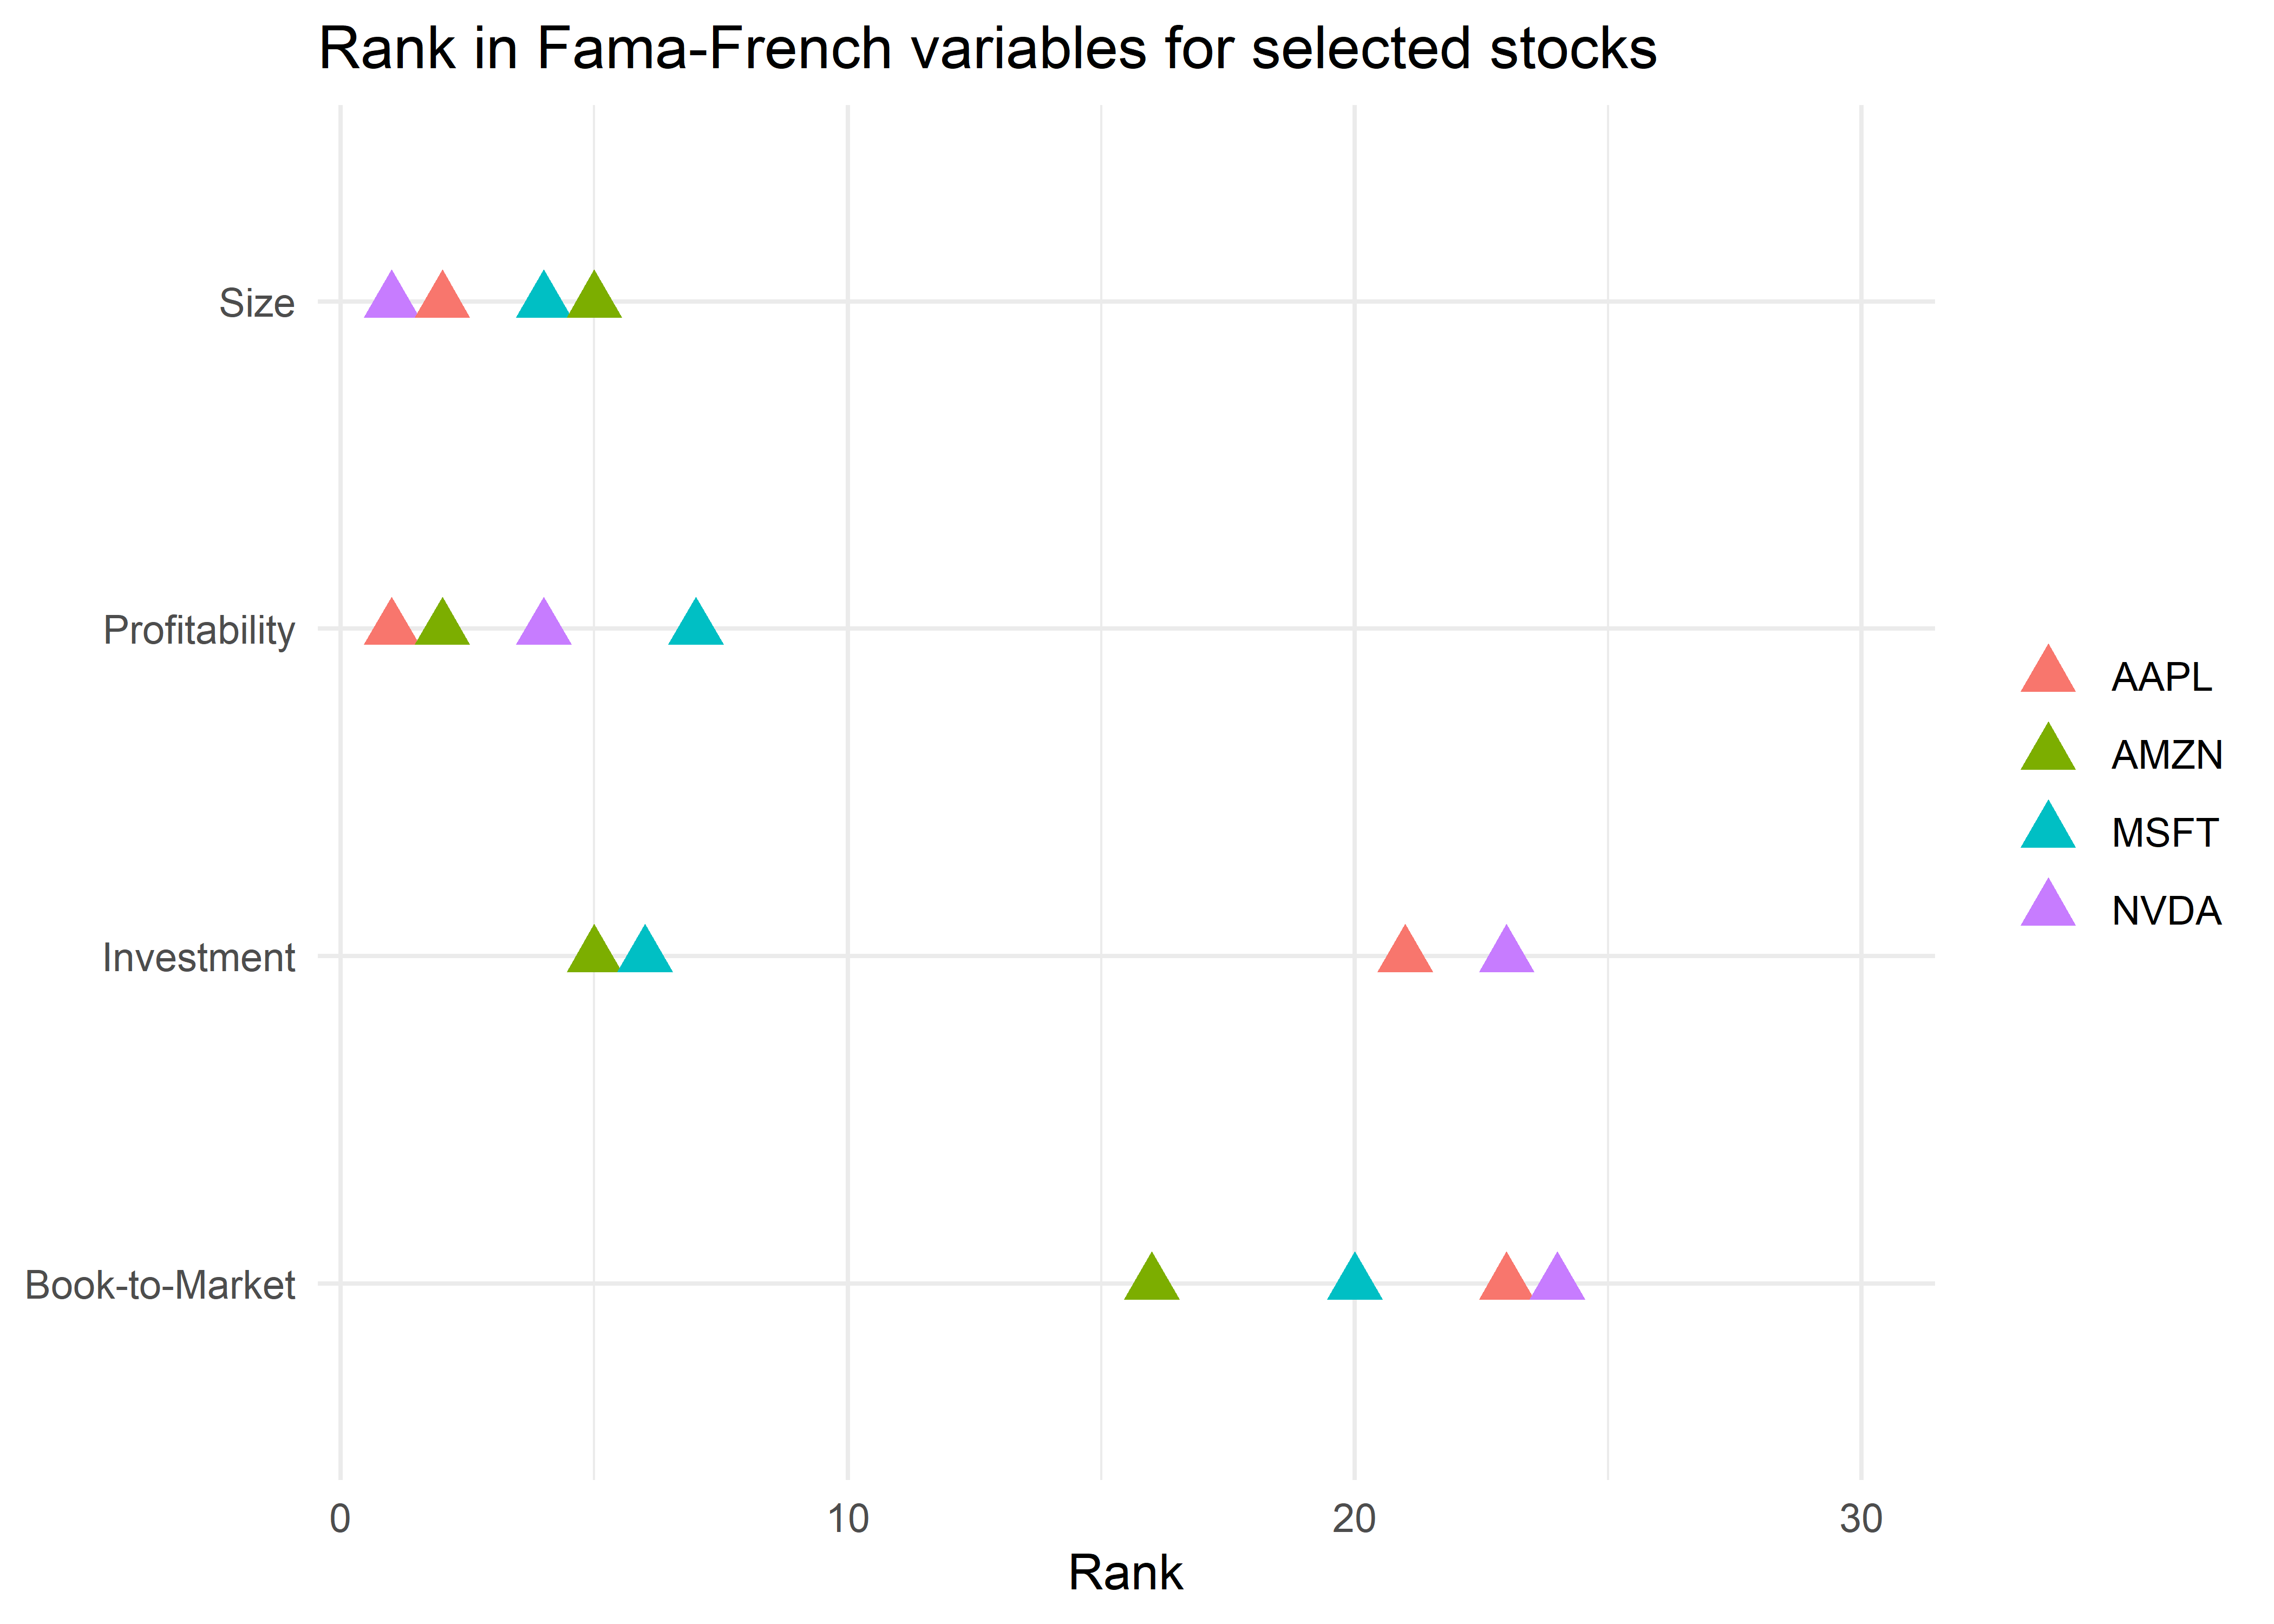 Rank in Fama-French variables for selected stocks
Size
Profitability
Investment
Book-to-Market
0 10 20 30
Rank
AAPL
AMZN
MSFT
NVDA